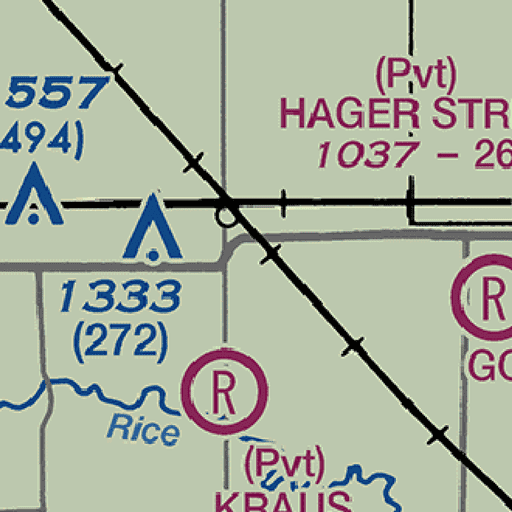 557
494)
(Pvt)
HAGER STR
1037 - 26
1333
(272)
R
GO
R
Rice
(Pvt)
KRAUS